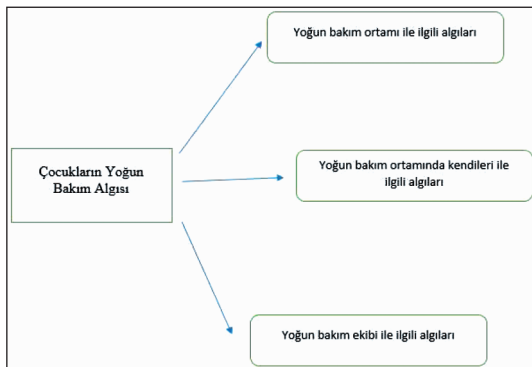 Yoğun bakım ortamı ile ilgili algıları
Çocukların Yoğun
Bakım Algısı
Yoğun bakım ortamında kendileri ile
ilgili algıları
Yoğun bakım ekibi ile ilgili algıları